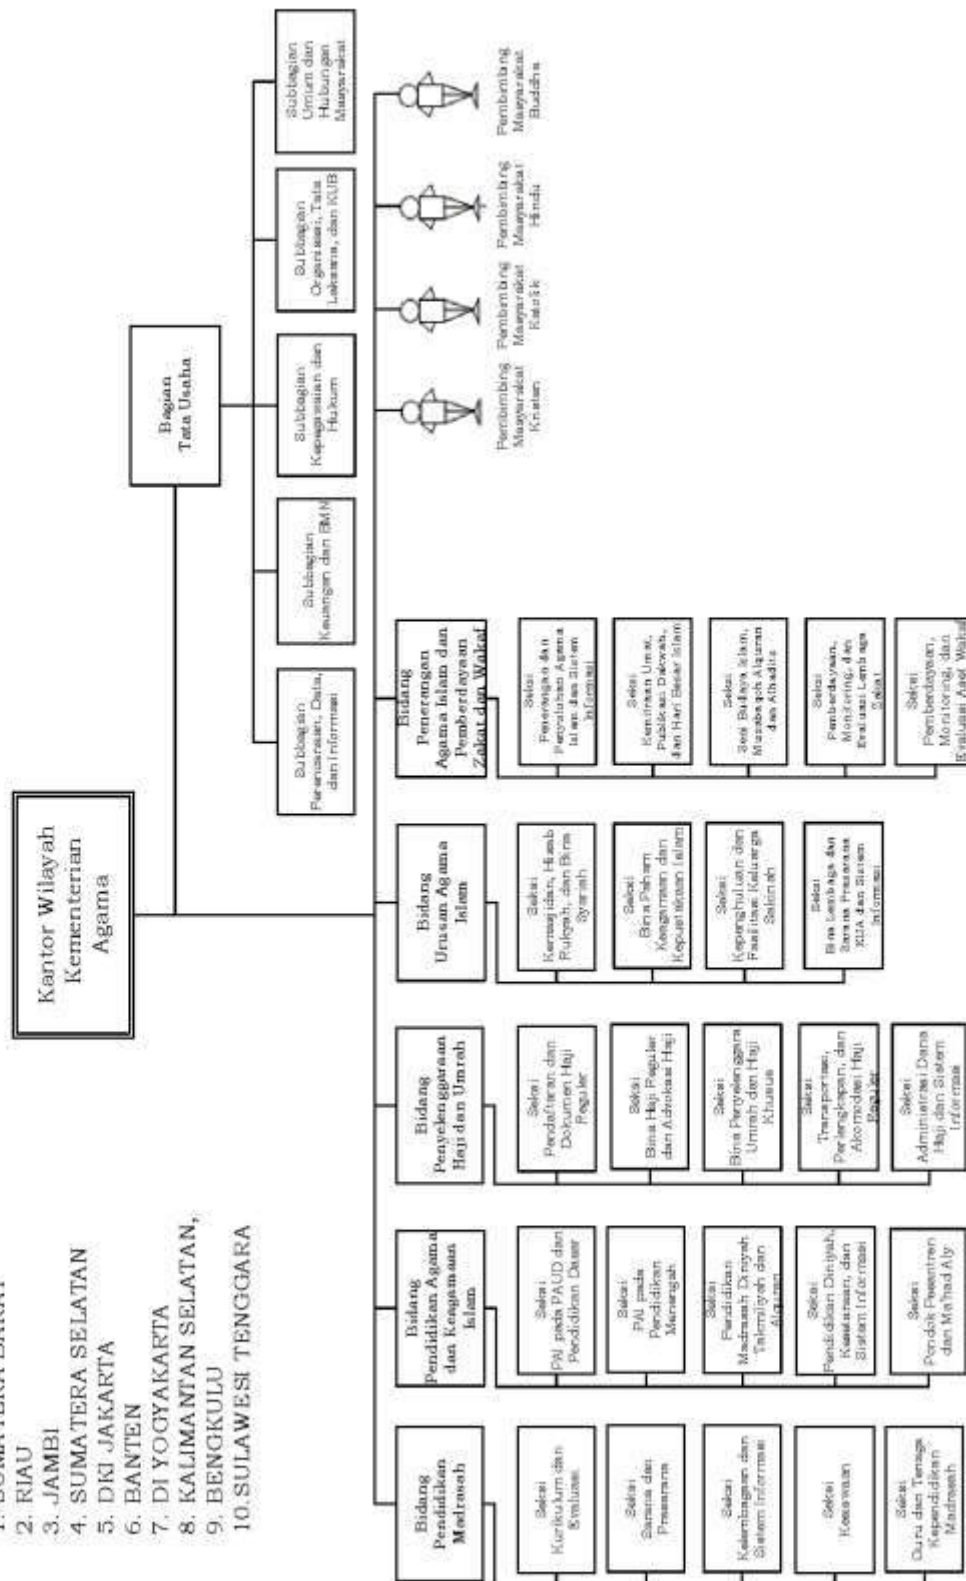 1. SUMATERA BARAT
2. RIAU
3. JAMBI
4. SUMATERA SELATAN
5. DKI JAKARTA
6. BANTEN
7. DI YOGYAKARTA
8. KALIMANTAN SELATAN,
9. BENGKULU
10. SULAWESI TENGGARA
Kantor Wilayah
Kementerian
Agama
Bagian
Tata Usaha
Subbagian
Perencanaan, Data,
dan Informasi
Subbagian
Keuangan dan BMN
Subbagian
Kepegawaian dan
Hukum
Subbagian
Organisasi, Tata
Laksana, dan KUB
Subbagian
Umum dan
Hubungan
Masyarakat
Bidang
Pendidikan
Madrasah
Seksi
Kurikulum dan
Evaluasi
Seksi
Sarana dan
Prasarana
Seksi
Kelembagaan dan
Sistem Informasi
Seksi
Kesiswaan
Seksi
Guru dan Tenaga
Kependidikan
Madrasah
Bidang
Pendidikan Agama
dan Keagamaan
Islam
Seksi
PAI pada PAUD dan
Pendidikan Dasar
Seksi
PAI pada
Pendidikan
Menengah
Seksi
Pendidikan
Madrasah Diniyah
Takmiliyah dan
Alquran
Seksi
Pendidikan Diniyah,
Kesetaraan, dan
Sistem Informasi
Seksi
Pondok Pesantren
dan Ma'had Aly
Bidang
Penyelenggaraan
Haji dan Umrah
Seksi
Pendaftaran dan
Dokumen Haji
Reguler
Seksi
Bina Haji Reguler
dan Advokasi Haji
Seksi
Bina Penyelenggara
Umrah dan Haji
Khusus
Seksi
Transportasi,
Perlengkapan, dan
Akomodasi Haji
Reguler
Seksi
Administrasi Dana
Haji dan Sistem
Informasi
Bidang
Urusan Agama
Islam
Seksi
Kemasjidan, Hisab
Rukyah, dan Bina
Syariah
Seksi
Bina Paham
Keagamaan dan
Kepustakaan Islam
Seksi
Kepenghuluan dan
Fasilitasi Keluarga
Sakinah
Seksi
Bina Lembaga dan
Sarana Prasarana
KUA dan Sistem
Informasi
Bidang
Penerangan
Agama Islam dan
Pemberdayaan
Zakat dan Wakaf
Seksi
Penerangan dan
Penyuluhan Agama
Islam dan Sistem
Informasi
Seksi
Kemitraan Umat,
Publikasi Dakwah,
dan Hari Besar Islam
Seksi
Seni Budaya Islam,
Musabaqoh Alquran
dan Alhadits
Seksi
Pemberdayaan,
Monitoring, dan
Evaluasi Lembaga
Zakat
Seksi
Pemberdayaan,
Monitoring, dan
Evaluasi Aset Wakaf
Pembimbing
Masyarakat
Kristen
Pembimbing
Masyarakat
Katolik
Pembimbing
Masyarakat
Hindu
Pembimbing
Masyarakat
Buddha